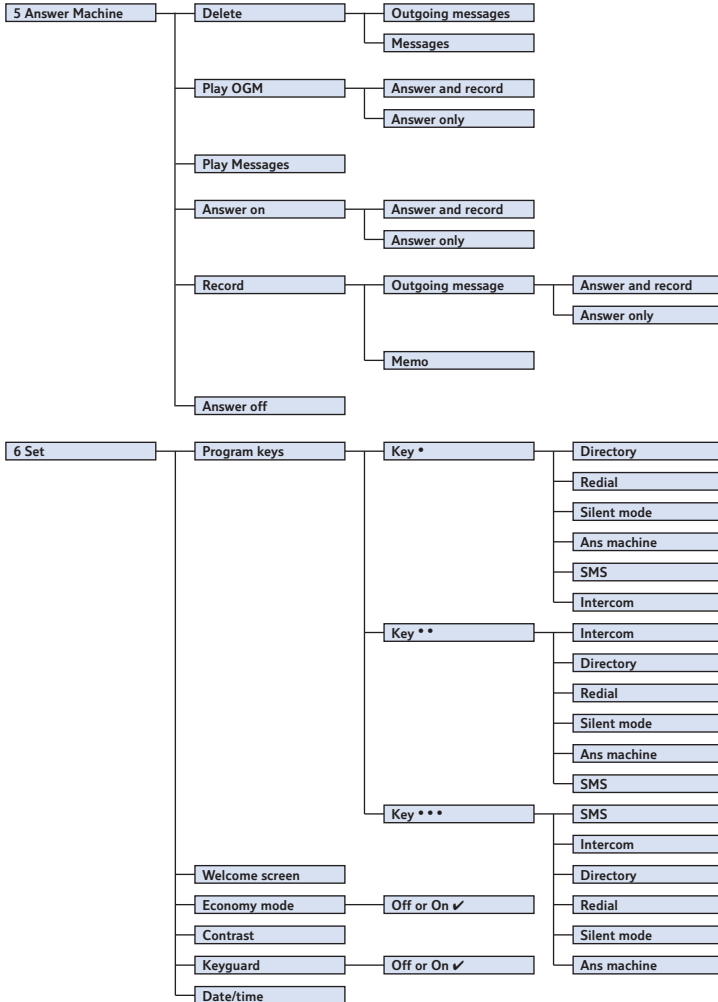 5 Answer Machine
Delete
Outgoing messages
Messages
Play OGM
Answer and record
Answer only
Play Messages
Answer on
Answer and record
Answer only
Record
Outgoing message
Answer and record
Answer only
Memo
Answer off
6 Set
Program keys
Key •
Directory
Redial
Silent mode
Ans machine
SMS
Intercom
Key • •
Intercom
Directory
Redial
Silent mode
Ans machine
SMS
Key • • •
SMS
Intercom
Directory
Redial
Silent mode
Ans machine
Welcome screen
Economy mode
Off or On ✔
Contrast
Keyguard
Off or On ✔
Date/time